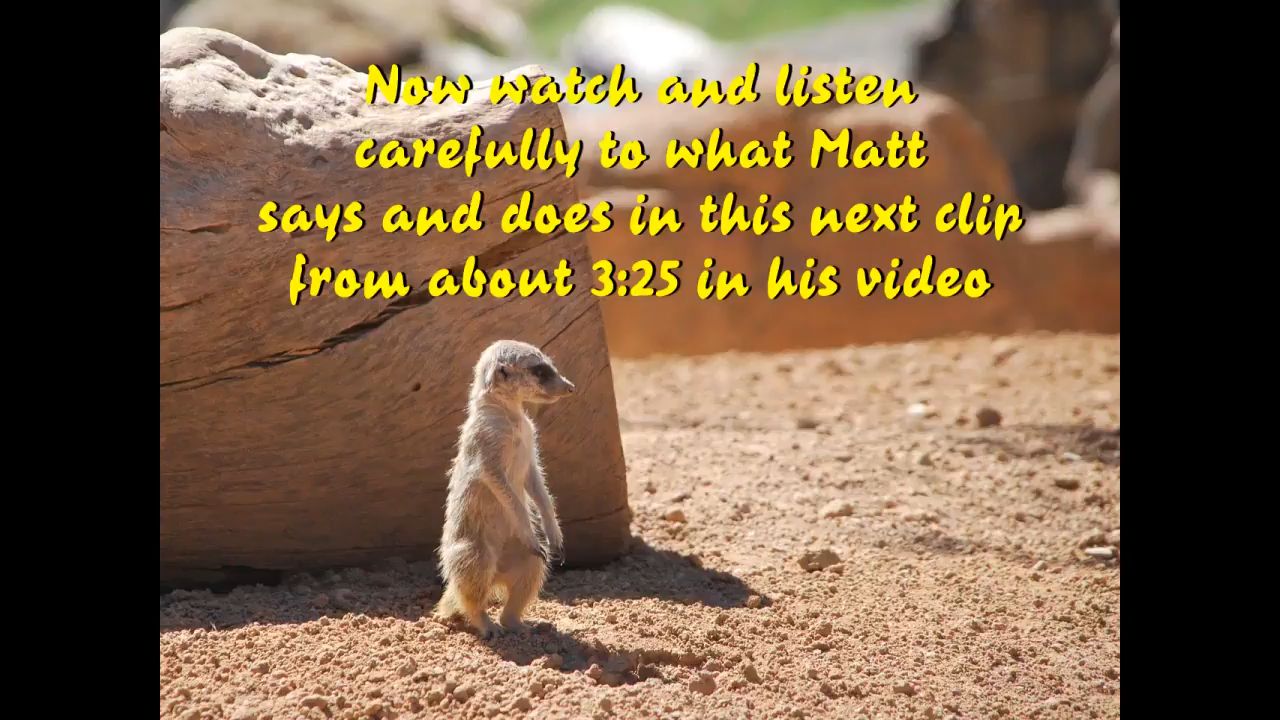 Now watch and listen
carefully to what Matt
says and does in this next clip
from about 3:25 in his video